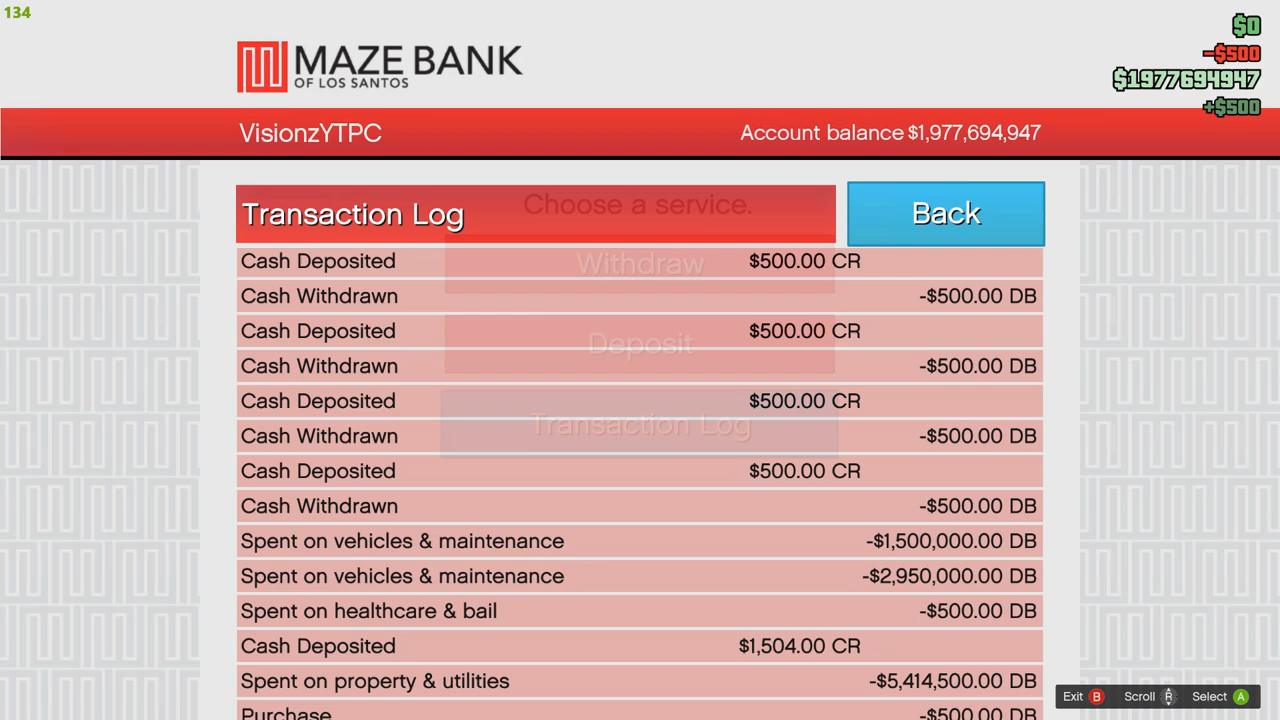 134
$0
-$500
$1977694947
+$500
MAZE BANK
OF LOS SANTOS
VisionzYTPC
Account balance $1,977,694,947
Choose a service.
Transaction Log
Back
Withdraw
Deposit
Transaction Log
Cash Deposited $500.00 CR
Cash Withdrawn -$500.00 DB
Cash Deposited $500.00 CR
Cash Withdrawn -$500.00 DB
Cash Deposited $500.00 CR
Cash Withdrawn -$500.00 DB
Cash Deposited $500.00 CR
Cash Withdrawn -$500.00 DB
Spent on vehicles & maintenance -$1,500,000.00 DB
Spent on vehicles & maintenance -$2,950,000.00 DB
Spent on healthcare & bail -$500.00 DB
Cash Deposited $1,504.00 CR
Spent on property & utilities -$5,414,500.00 DB
Purchase -$500.00 DB
Exit B Scroll R Select A